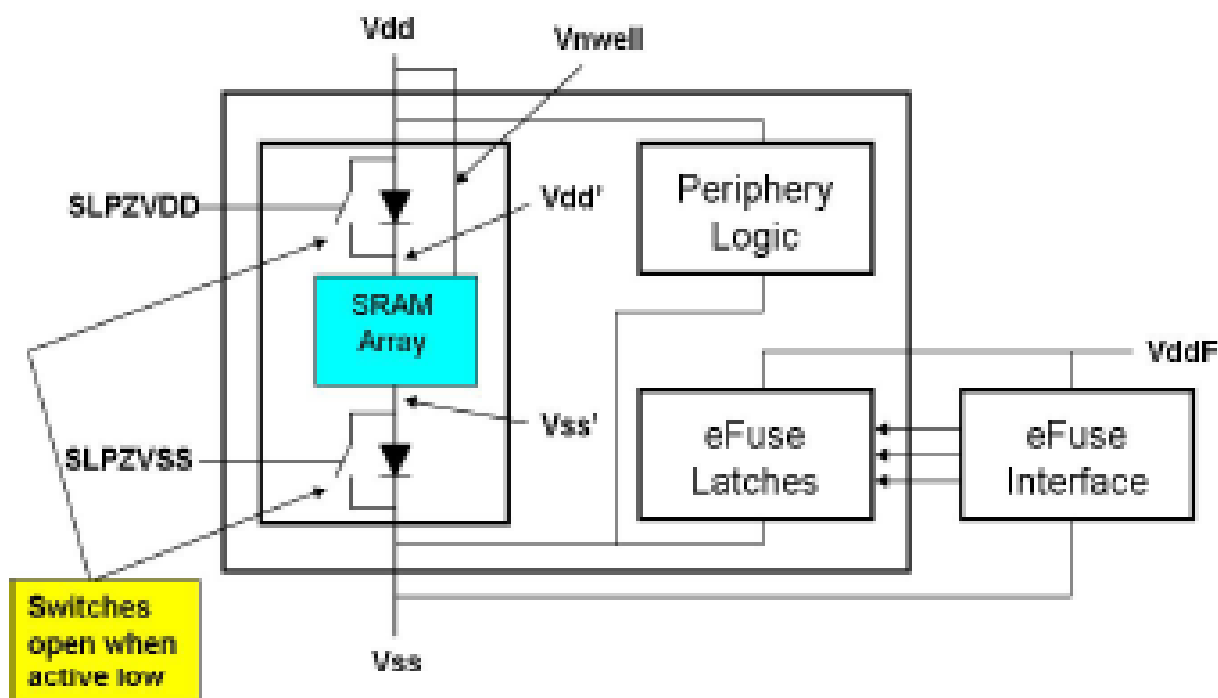 Vdd
Vnwell
SLPZVDD
Vdd'
Periphery
Logic
SRAM
Array
VddF
Vss'
SLPZVSS
eFuse
Latches
eFuse
Interface
Switches
open when
active low
Vss